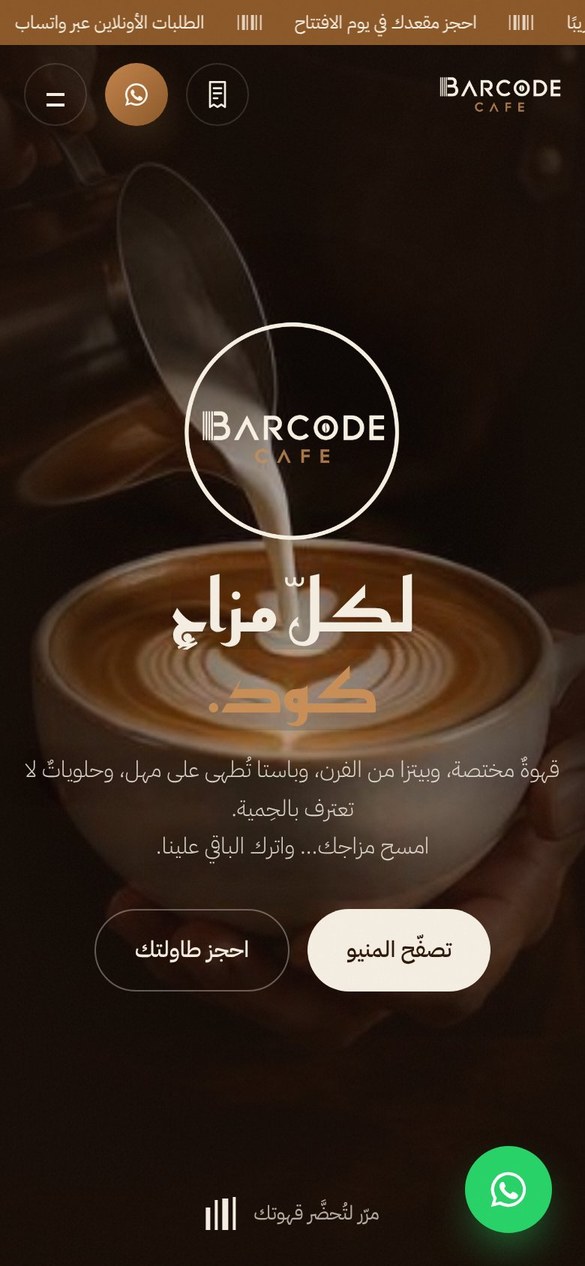 احجز مقعدك في يوم الافتتاح
الطلبات الأونلاين عبر واتساب
BARCODE
CAFE
BARCODE
CAFE
لكلّ مزاجٍ
كود.
قهوةٌ مختصة، وبيتزا من الفرن، وباستا تُطهى على مهل، وحلوياتٌ لا
تعترف بالحِمية.
امسح مزاجك... واترك الباقي علينا.
تصفّح المنيو
احجز طاولتك
مرّر لتُحضَّر قهوتك